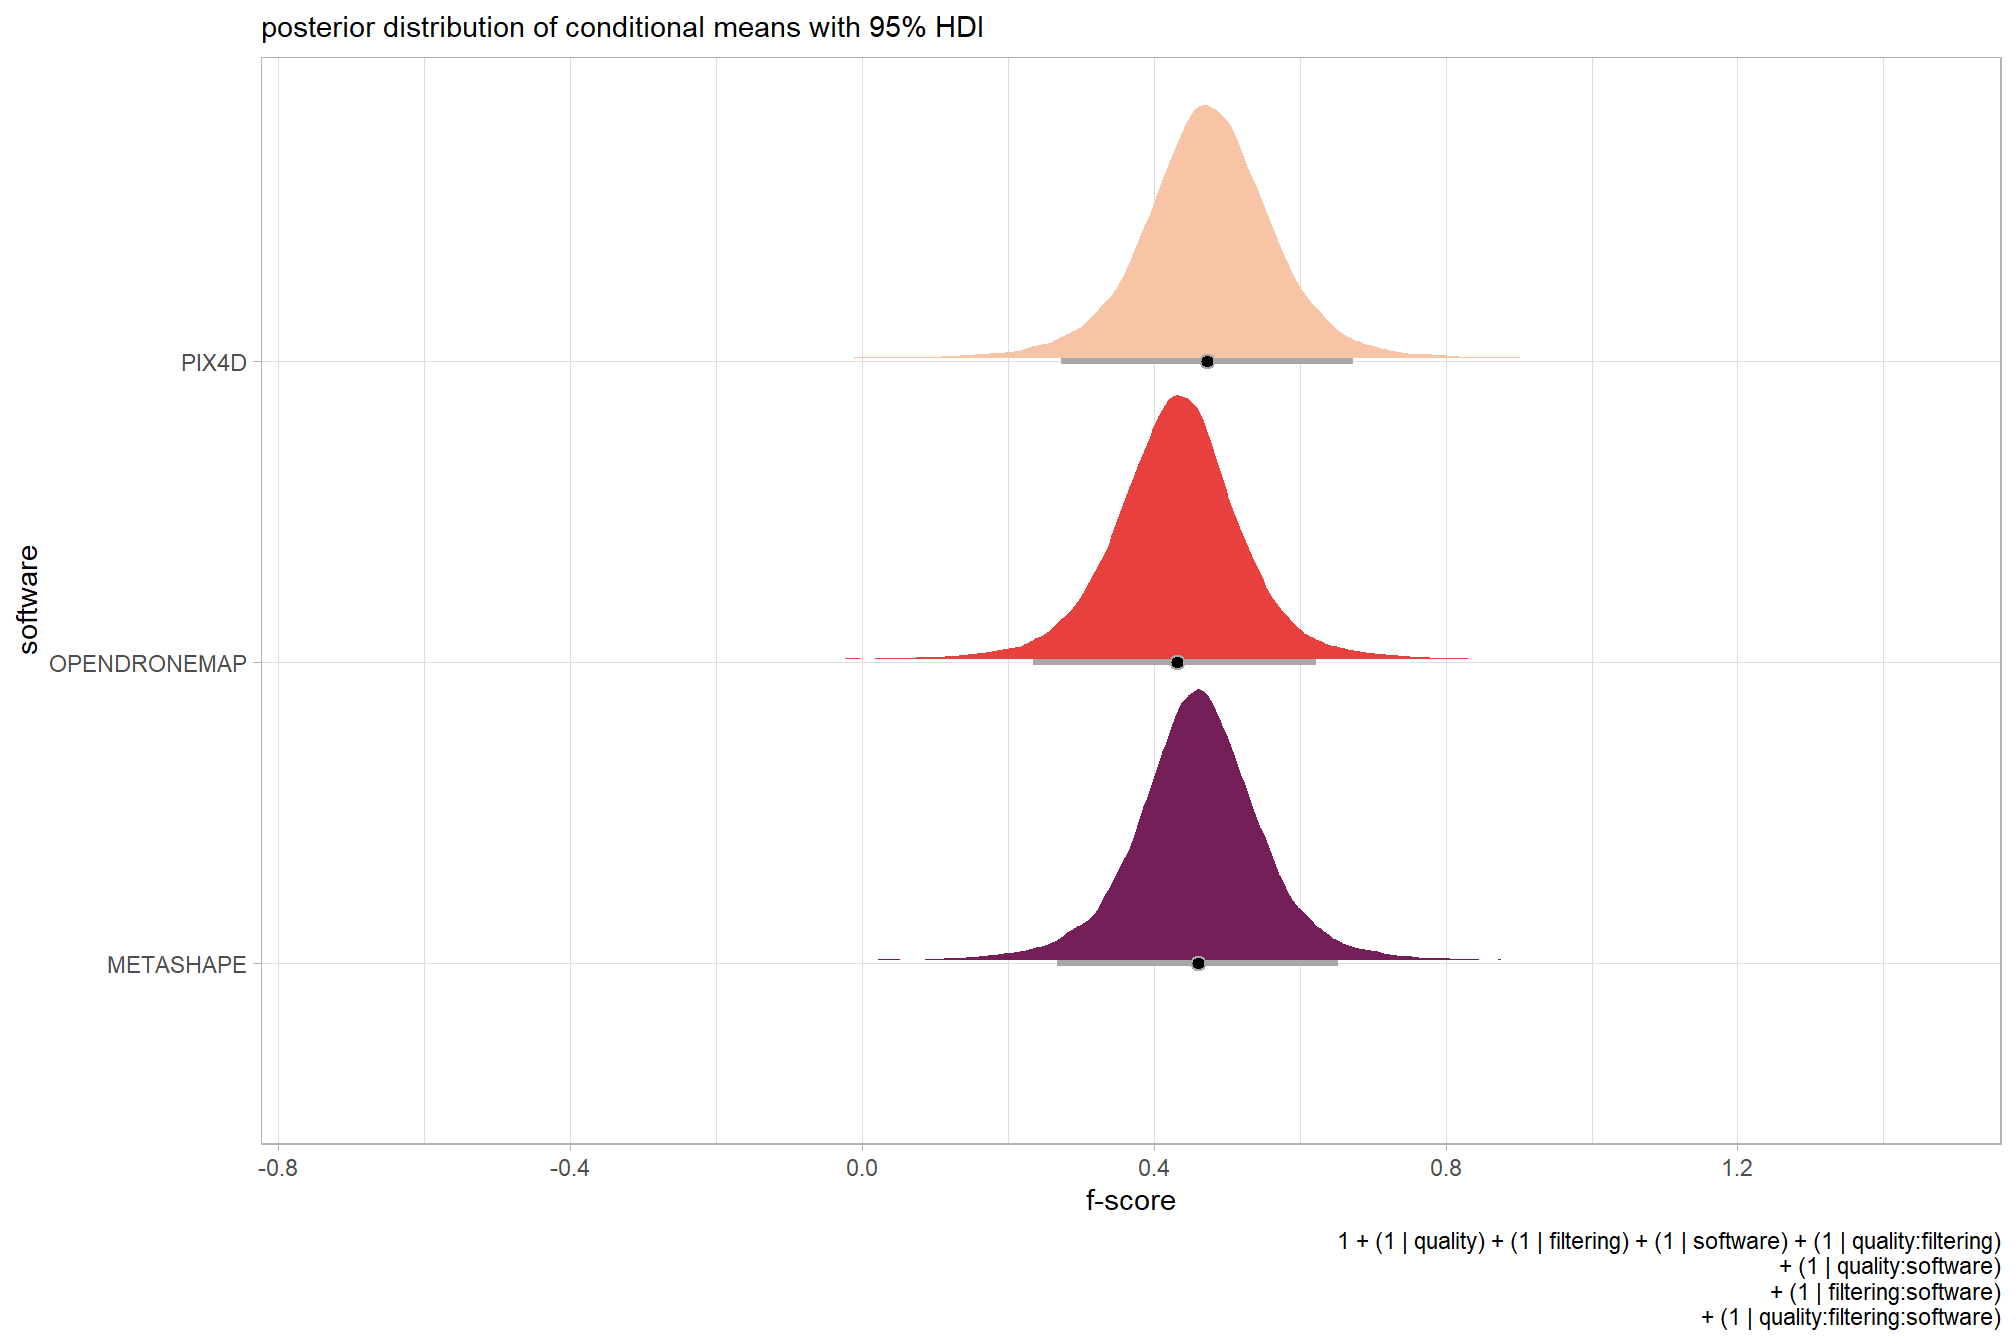 posterior distribution of conditional means with 95% HDI
software
PIX4D
OPENDRONEMAP
METASHAPE
-0.8 -0.4 0.0 0.4 0.8 1.2
f-score
1 + (1 | quality) + (1 | filtering) + (1 | software) + (1 | quality:filtering)
+ (1 | quality:software)
+ (1 | filtering:software)
+ (1 | quality:filtering:software)